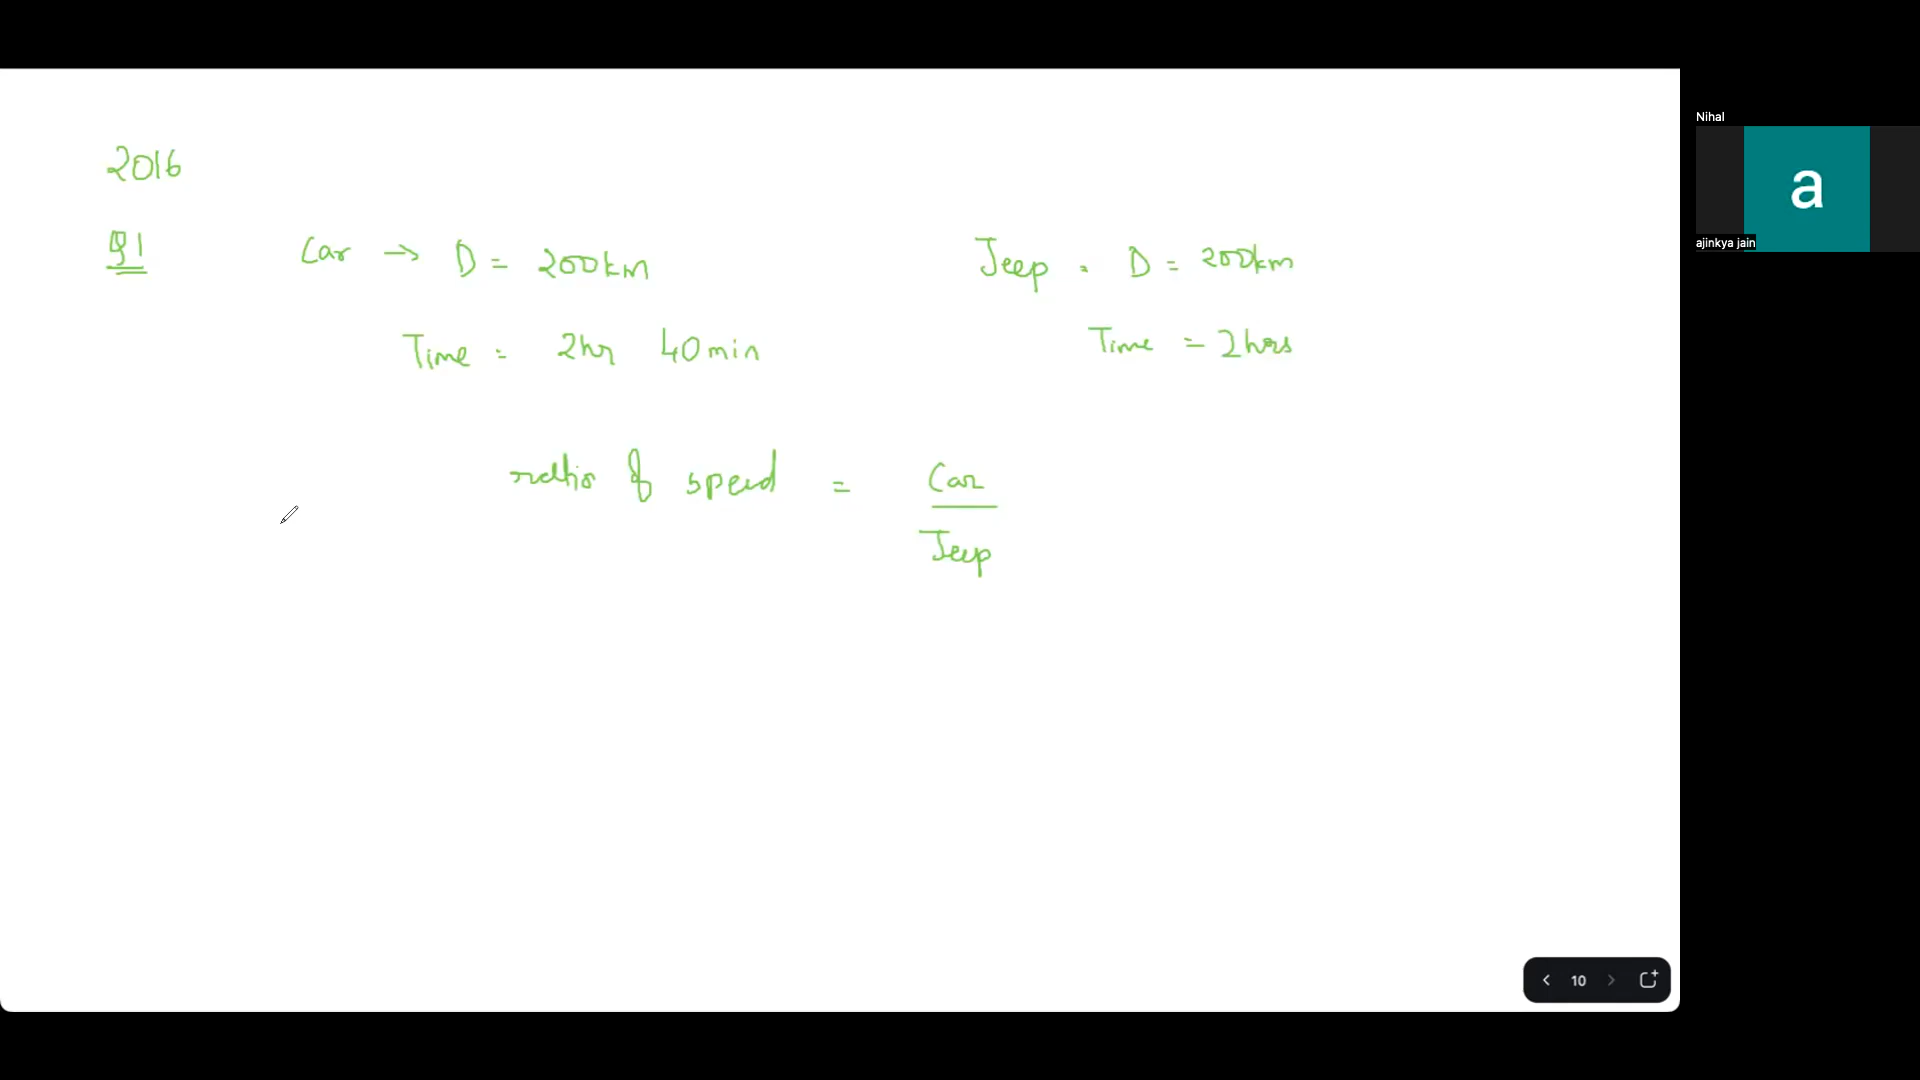 2016
Q1 Car → D = 200km Jeep . D = 200km
Time = 2hr 40min Time = 2hrs
ratio of speed = Car
Jeep
Nihal
a
ajinkya jain
10